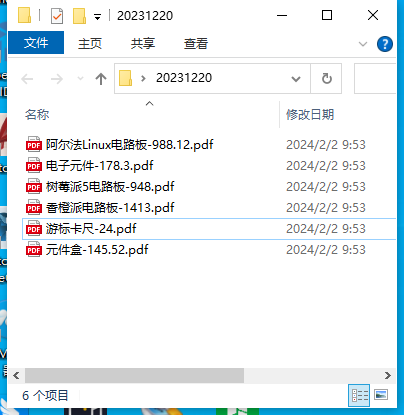 20231220
文件 主页 共享 查看
20231220
名称 修改日期
阿尔法Linux电路板-988.12.pdf 2024/2/2 9:53
电子元件-178.3.pdf 2024/2/2 9:53
树莓派5电路板-948.pdf 2024/2/2 9:53
香橙派电路板-1413.pdf 2024/2/2 9:53
游标卡尺-24.pdf 2024/2/2 9:53
元件盒-145.52.pdf 2024/2/2 9:53
6 个项目